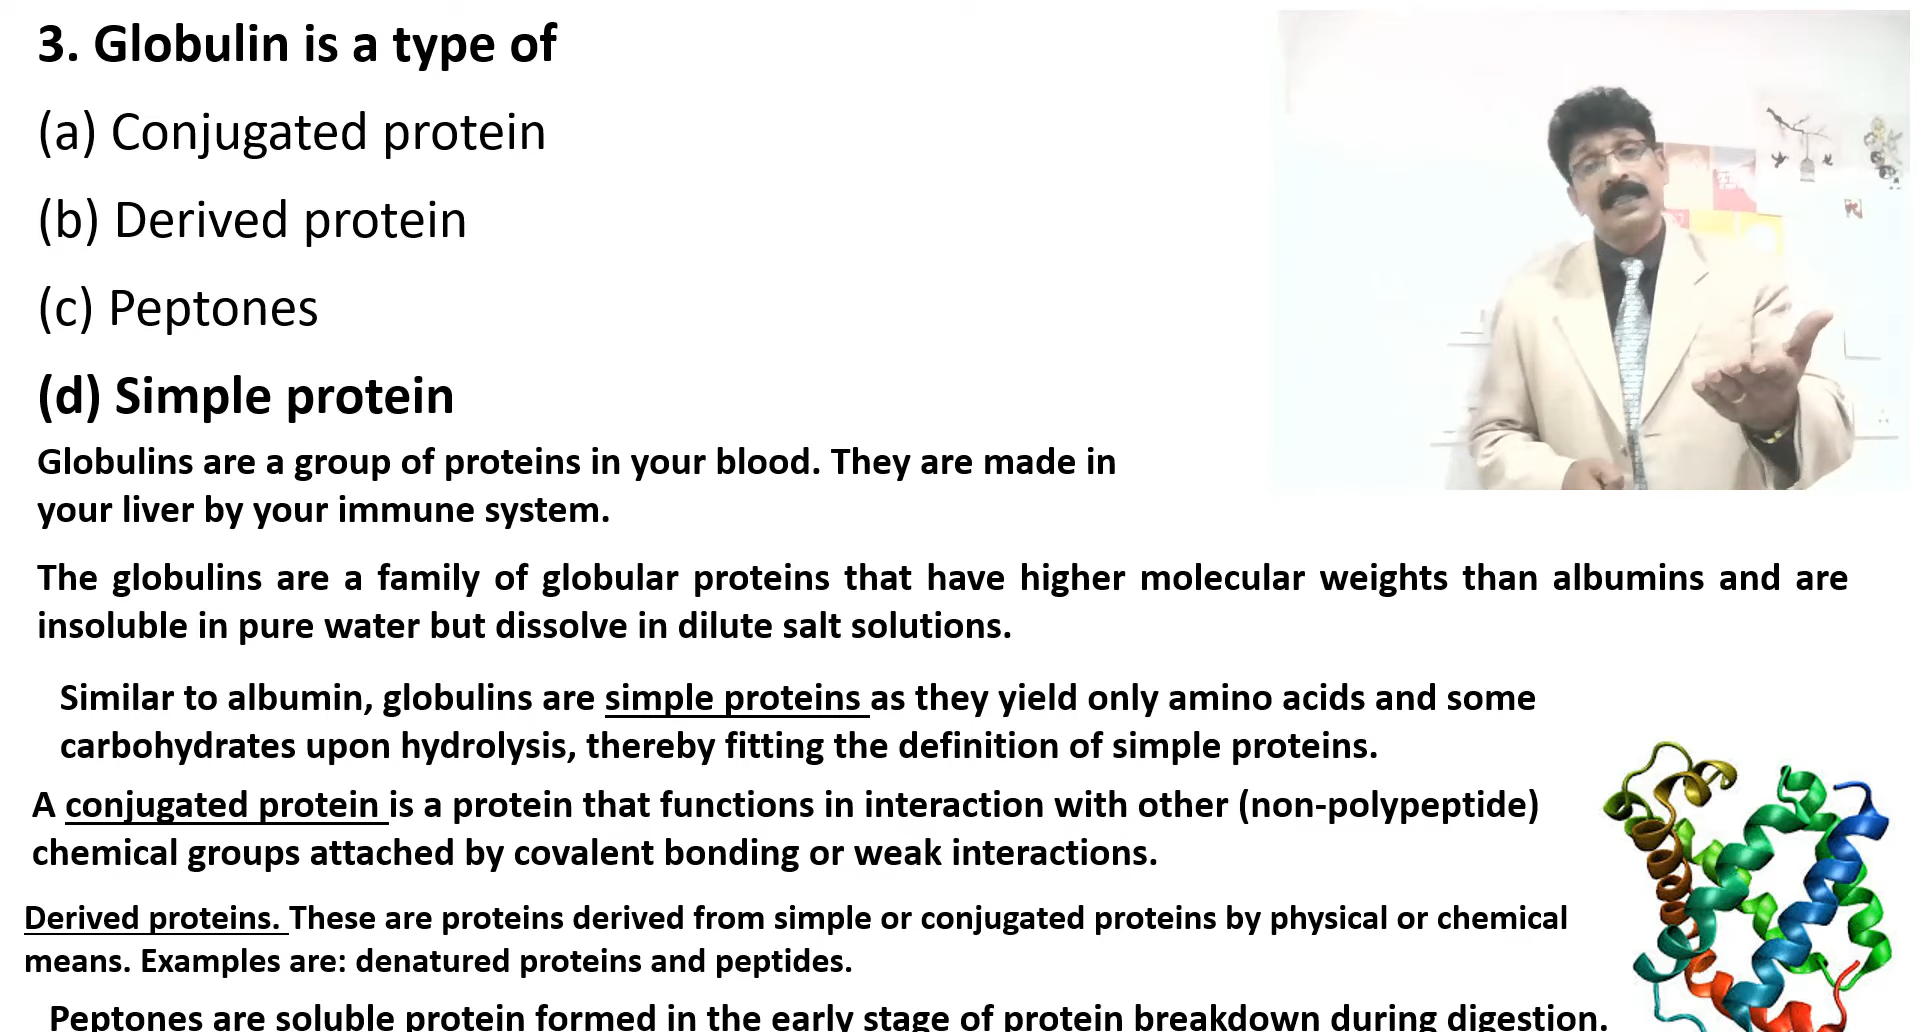 3. Globulin is a type of
(a) Conjugated protein
(b) Derived protein
(c) Peptones
(d) Simple protein
Globulins are a group of proteins in your blood. They are made in
your liver by your immune system.
The globulins are a family of globular proteins that have higher molecular weights than albumins and are
insoluble in pure water but dissolve in dilute salt solutions.
Similar to albumin, globulins are simple proteins as they yield only amino acids and some
carbohydrates upon hydrolysis, thereby fitting the definition of simple proteins.
A conjugated protein is a protein that functions in interaction with other (non-polypeptide)
chemical groups attached by covalent bonding or weak interactions.
Derived proteins. These are proteins derived from simple or conjugated proteins by physical or chemical
means. Examples are: denatured proteins and peptides.
Peptones are soluble protein formed in the early stage of protein breakdown during digestion.